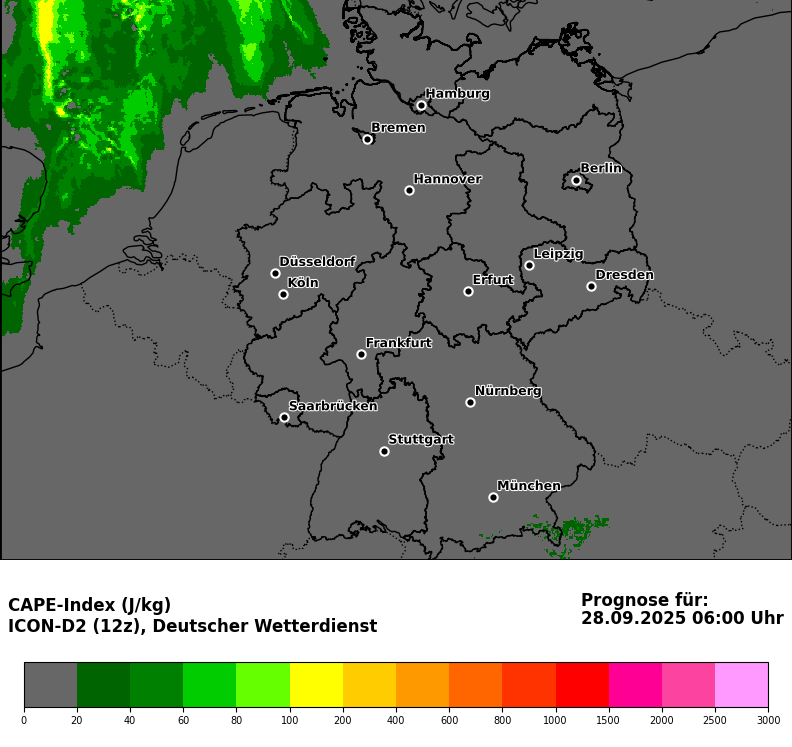 Hamburg
Bremen
Berlin
Hannover
Leipzig
Düsseldorf
Dresden
Erfurt
Köln
Frankfurt
Nürnberg
Saarbrücken
Stuttgart
München
CAPE-Index (J/kg)
ICON-D2 (12z), Deutscher Wetterdienst
Prognose für:
28.09.2025 06:00 Uhr
0 20 40 60 80 100 200 400 600 800 1000 1500 2000 2500 3000